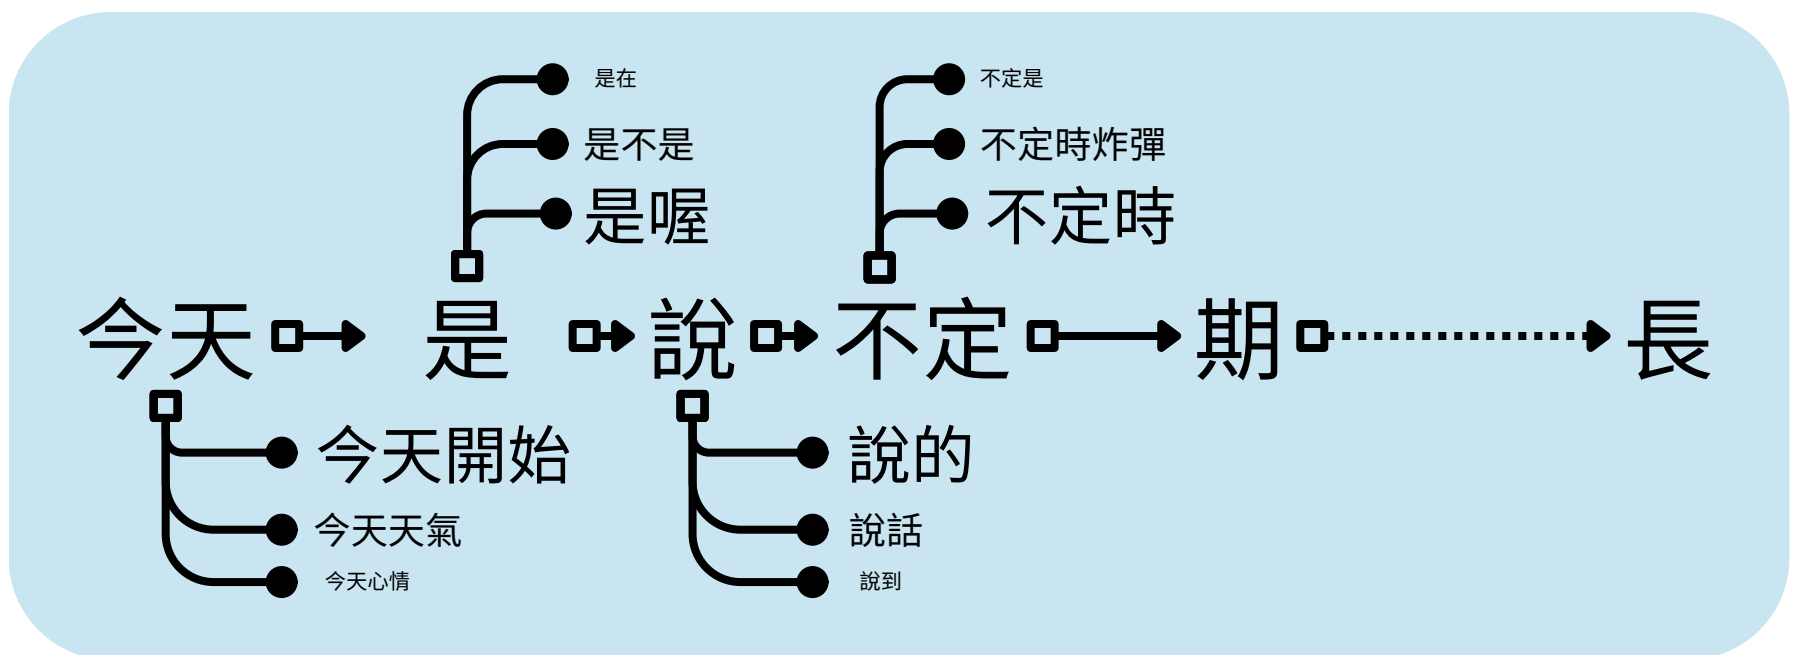 是在
不定是
是不是
不定時炸彈
是喔
不定時
今天
是
說
不定
期
長
今天開始
說的
今天天氣
說話
今天心情
說到